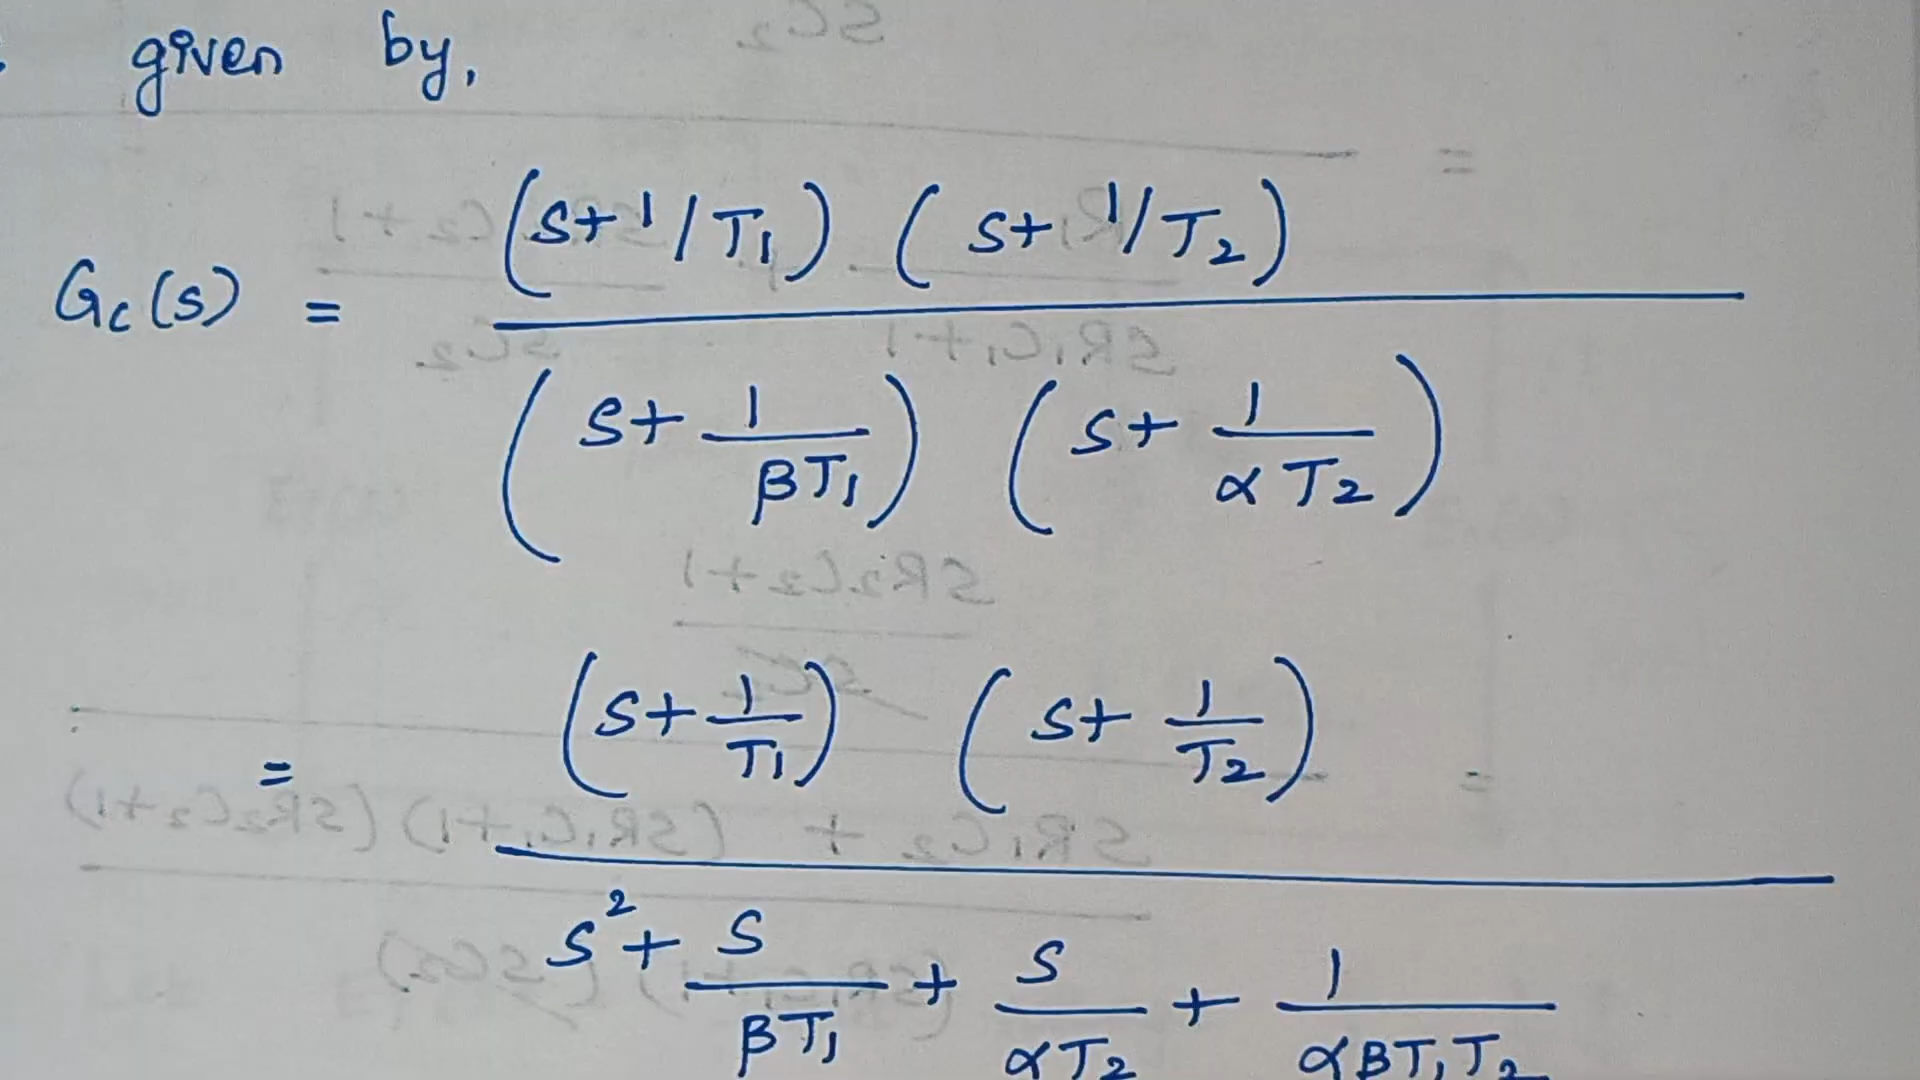 given by,
Gc(s) = (s+1/T1) (s+1/T2)
(s+ 1/βT1) (s+ 1/αT2)
= (s+ 1/T1) (s+ 1/T2)
s²+ s/βT1 + s/αT2 + 1/αβT1T2